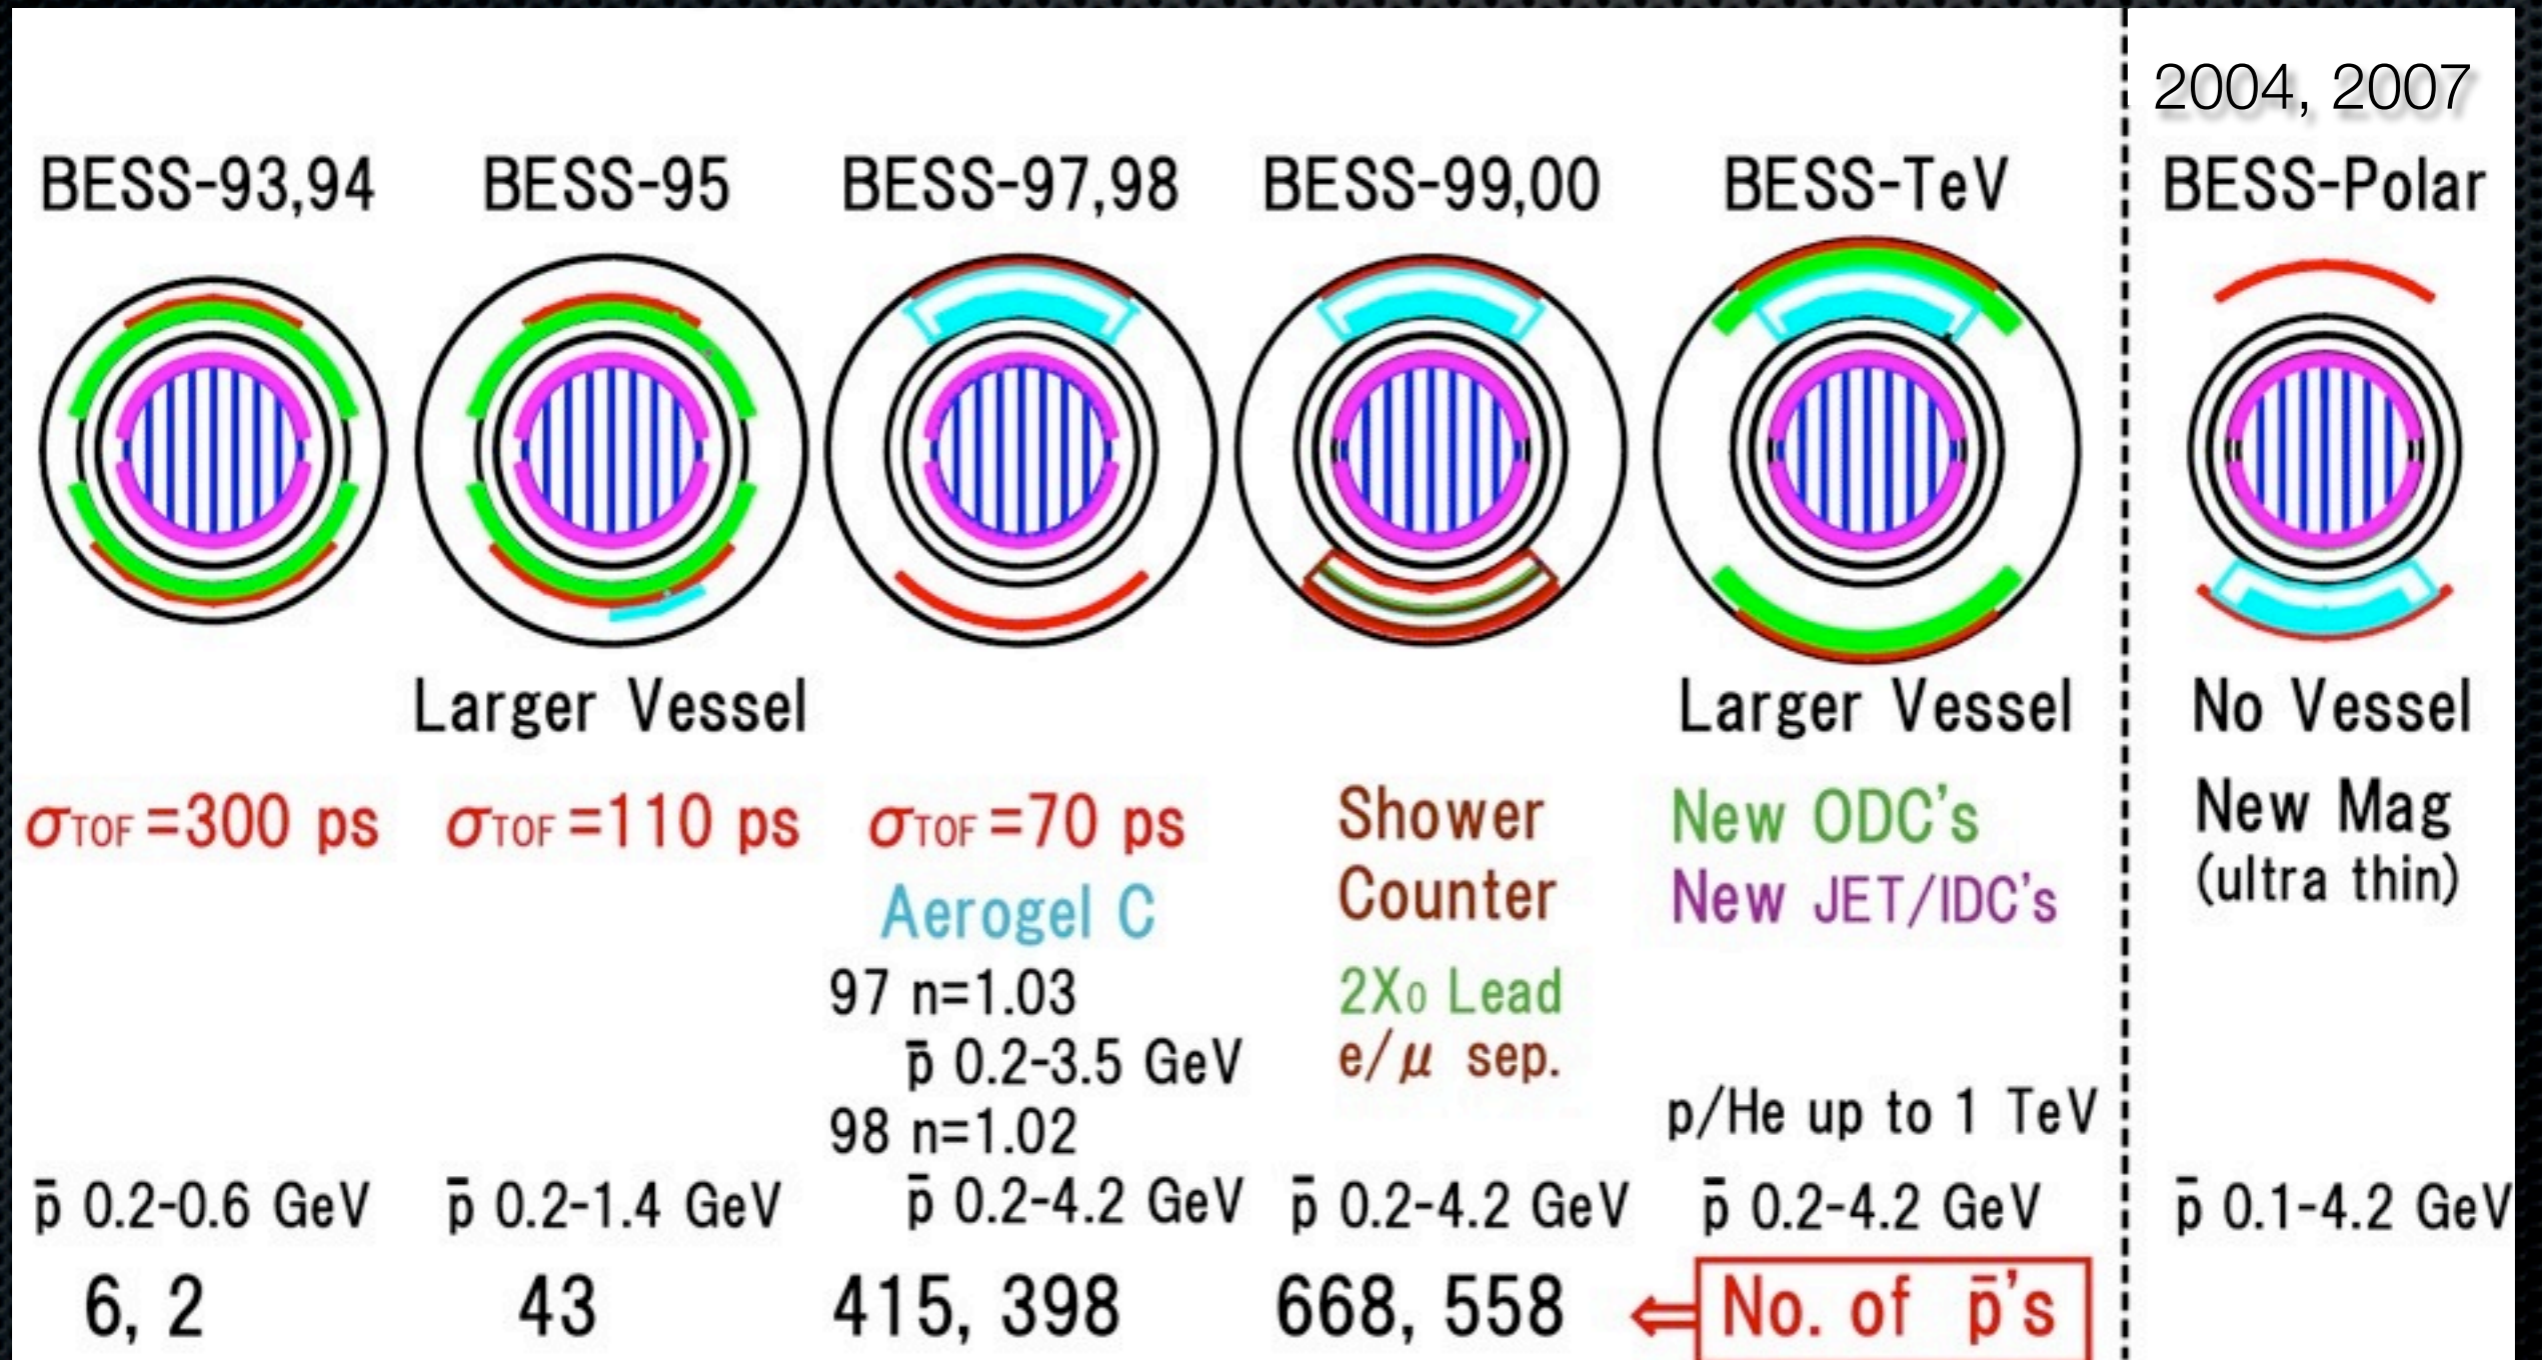 2004, 2007
BESS-93,94
BESS-95
BESS-97,98
BESS-99,00
BESS-TeV
BESS-Polar
Larger Vessel
Larger Vessel
No Vessel
σTOF =300 ps
σTOF =110 ps
σTOF =70 ps
Aerogel C
97 n=1.03
p̄ 0.2-3.5 GeV
98 n=1.02
p̄ 0.2-4.2 GeV
Shower
Counter
2X₀ Lead
e/μ sep.
New ODC's
New JET/IDC's
p/He up to 1 TeV
New Mag
(ultra thin)
p̄ 0.2-0.6 GeV
p̄ 0.2-1.4 GeV
p̄ 0.2-4.2 GeV
p̄ 0.2-4.2 GeV
p̄ 0.1-4.2 GeV
6, 2
43
415, 398
668, 558
⇐ No. of p̄'s